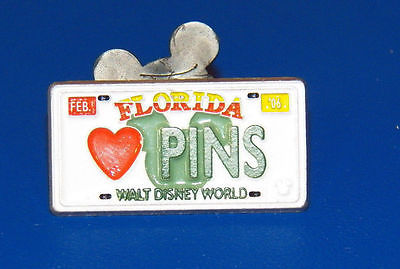 FEB. '06
FLORIDA
PINS
WALT DISNEY WORLD